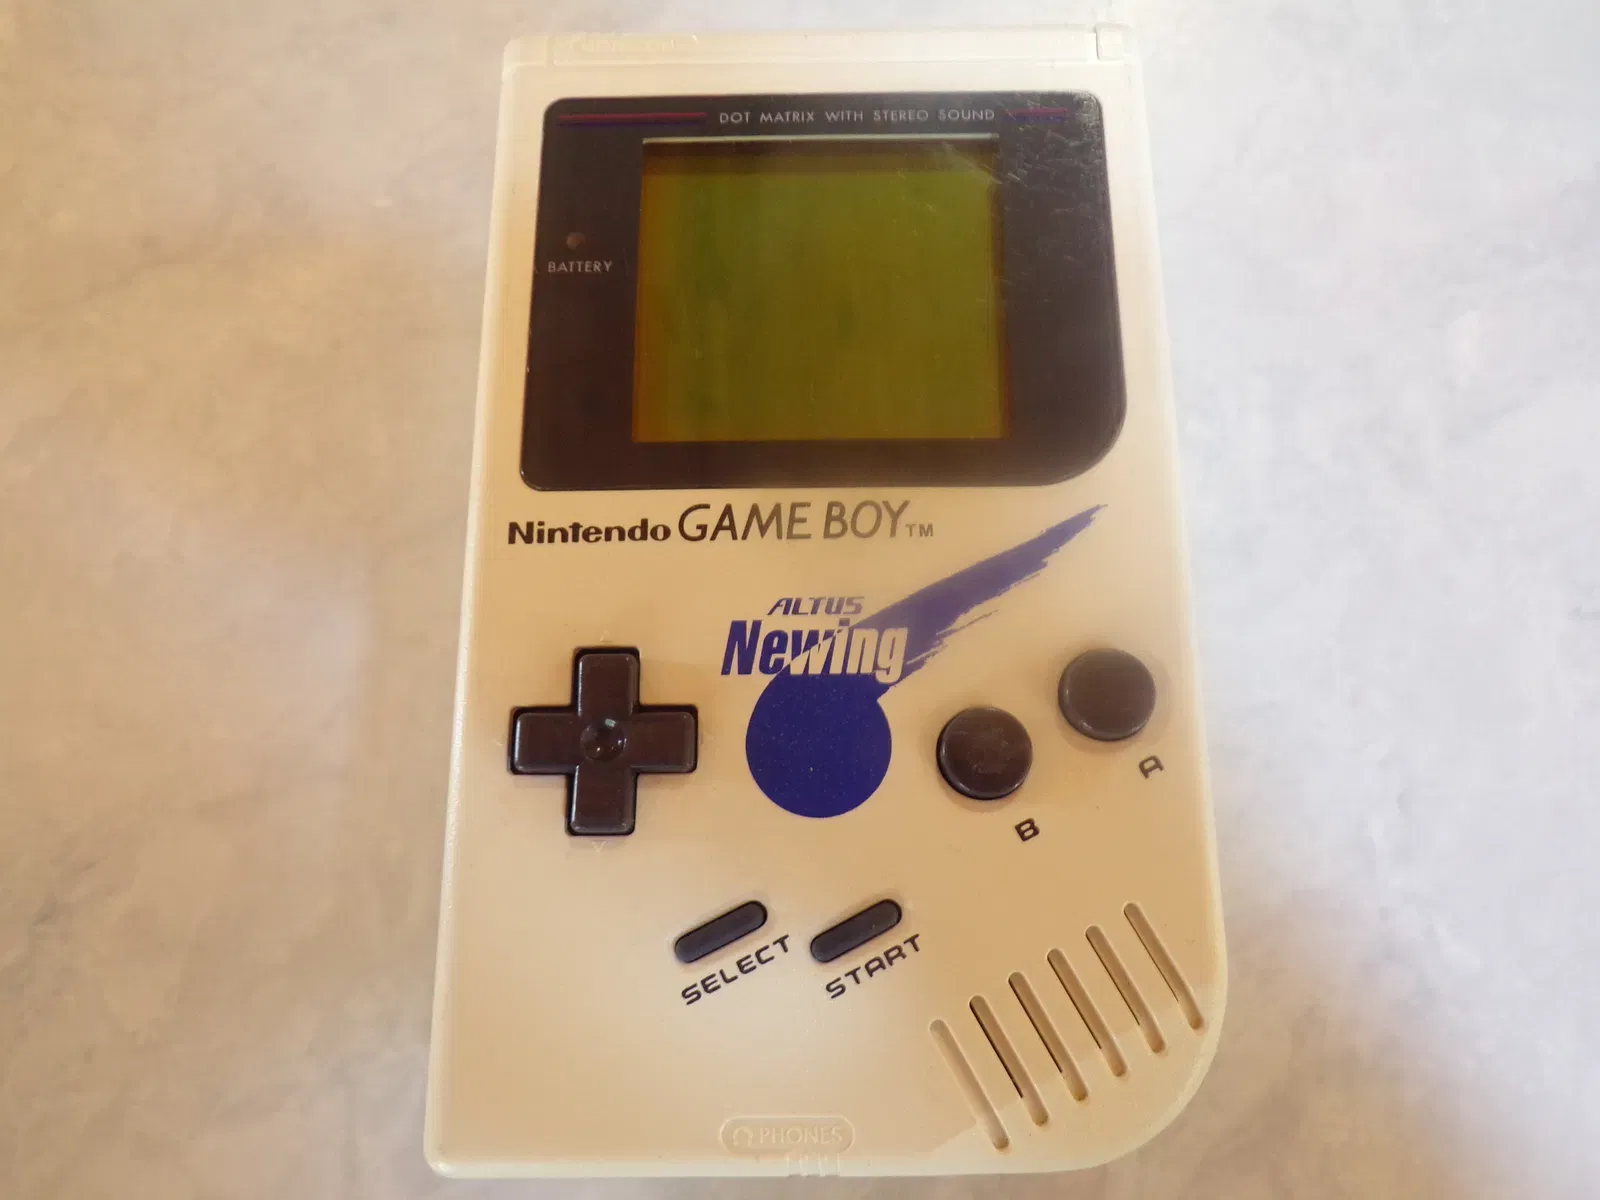 DOT MATRIX WITH STEREO SOUND
BATTERY
Nintendo GAME BOY TM
ALTUS
Newing
A
B
SELECT
START
PHONES